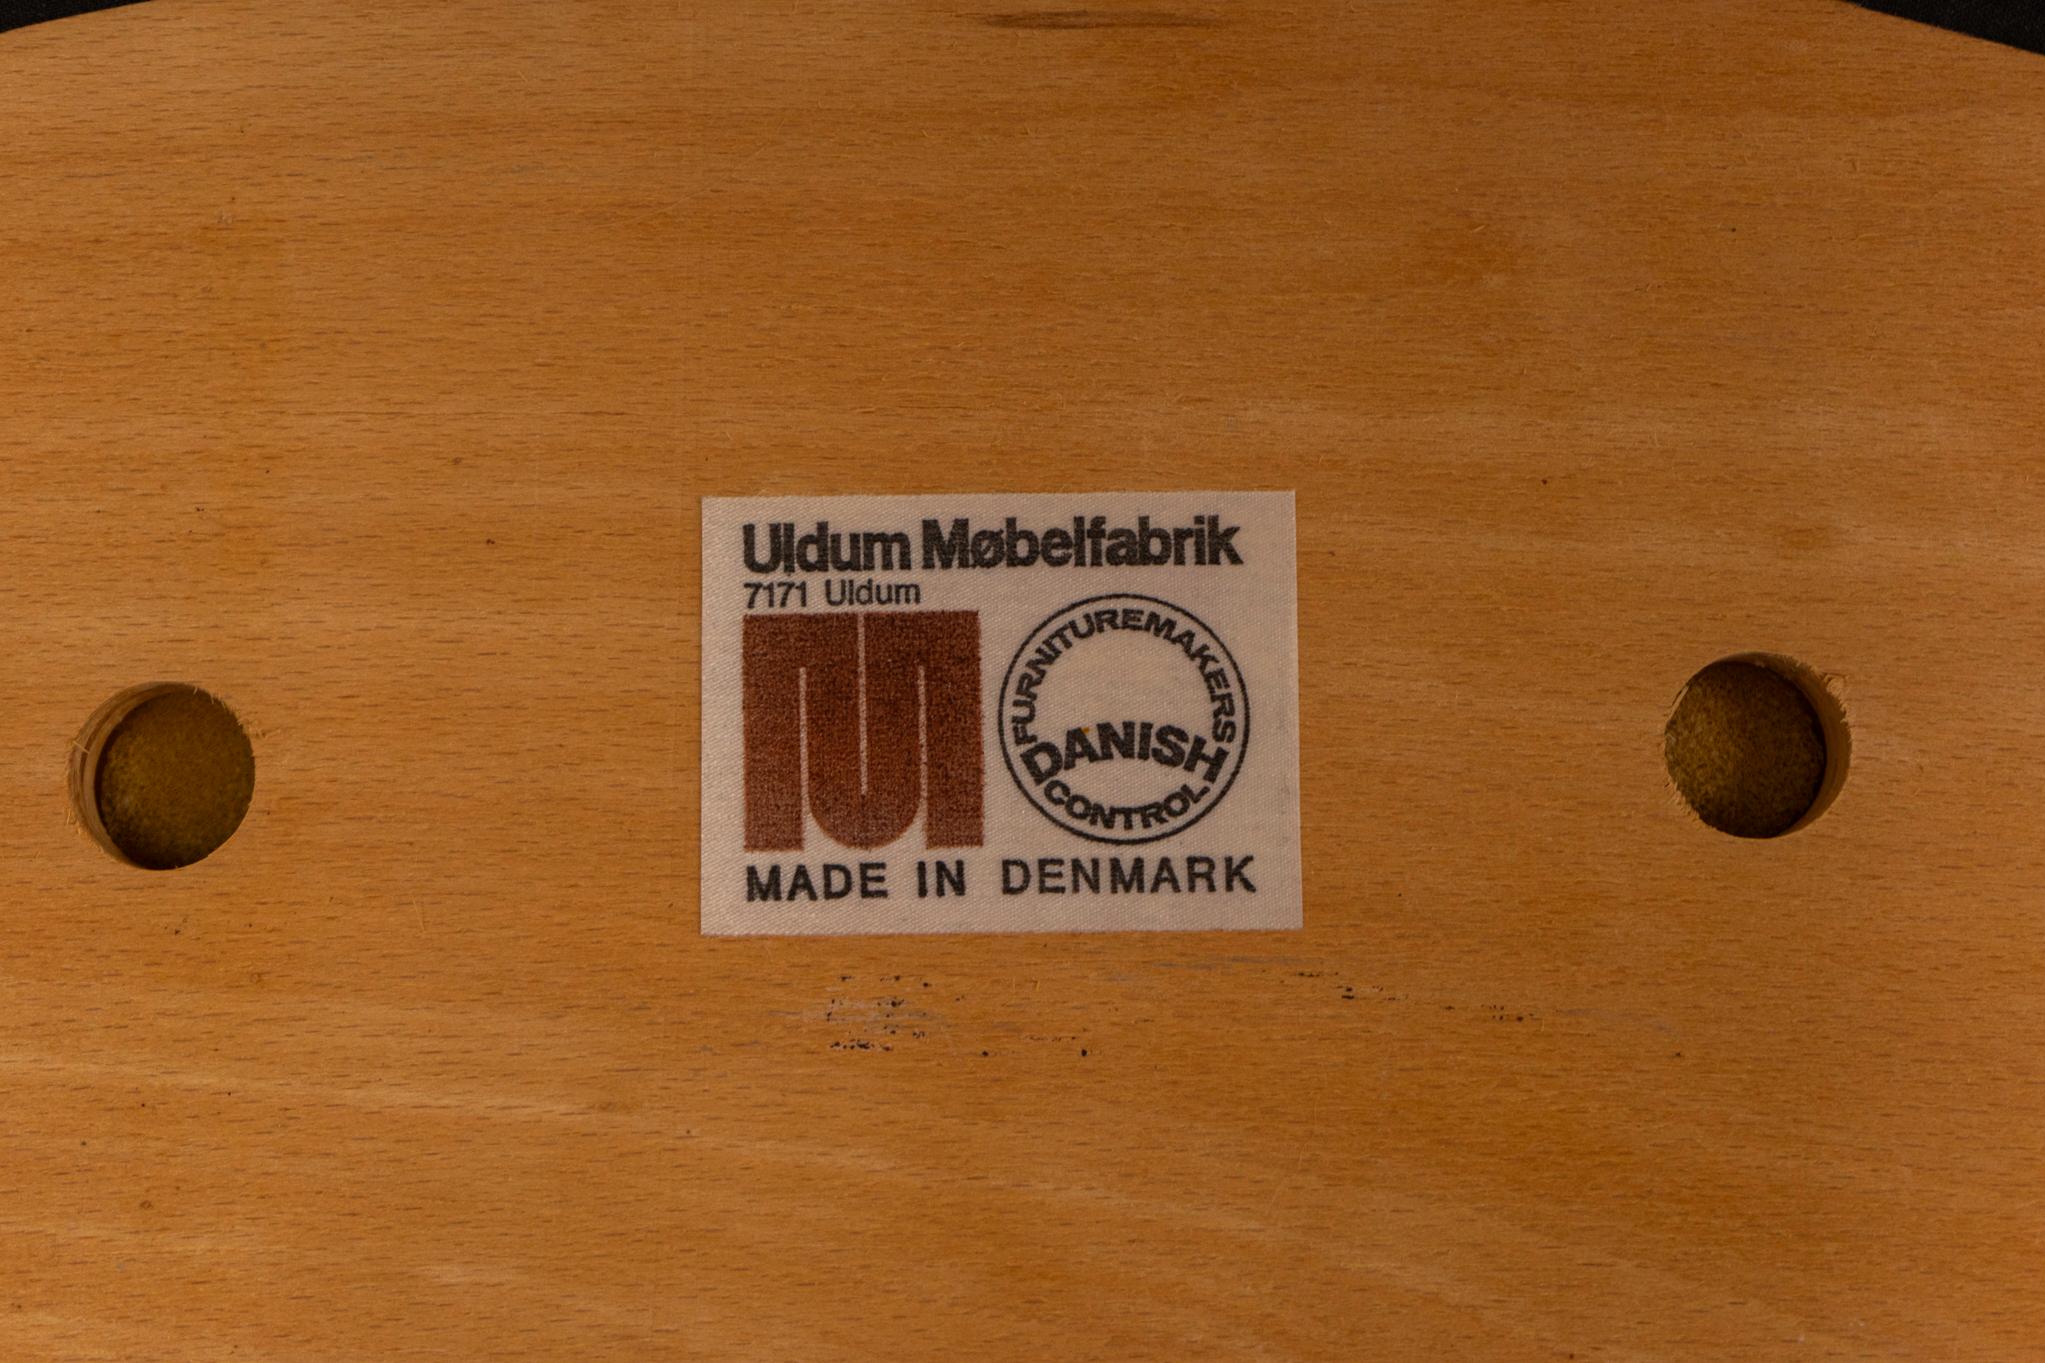 Uldum Møbelfabrik
7171 Uldum
FURNITUREMAKERS
DANISH
CONTROL
MADE IN DENMARK